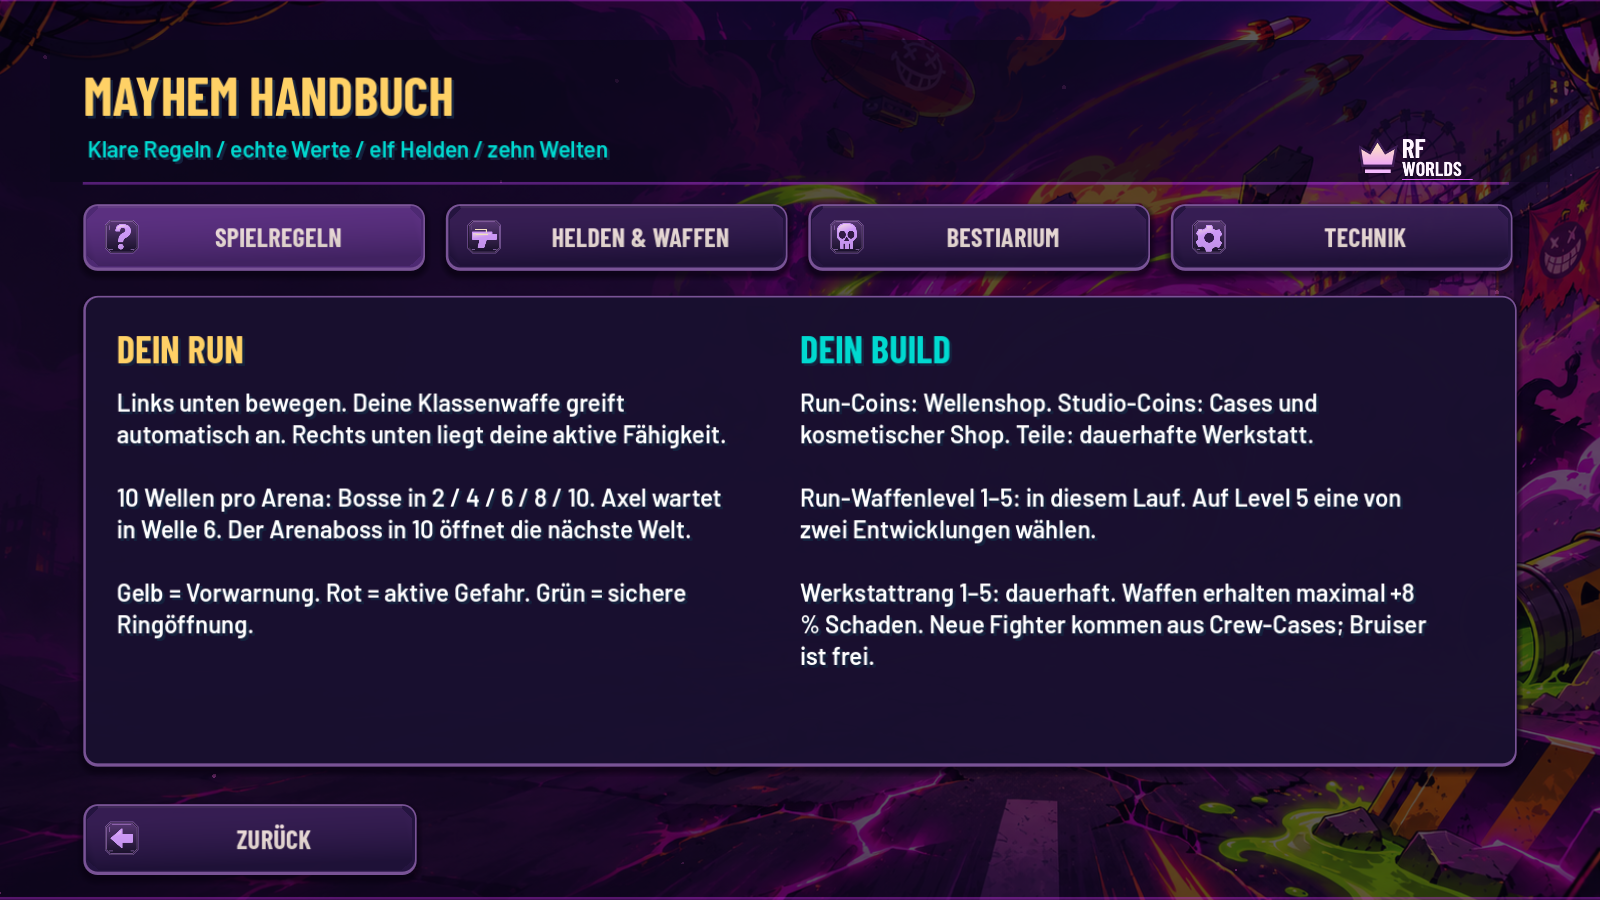 MAYHEM HANDBUCH
Klare Regeln / echte Werte / elf Helden / zehn Welten
RF
WORLDS
SPIELREGELN
HELDEN & WAFFEN
BESTIARIUM
TECHNIK
DEIN RUN
Links unten bewegen. Deine Klassenwaffe greift
automatisch an. Rechts unten liegt deine aktive Fähigkeit.
10 Wellen pro Arena: Bosse in 2 / 4 / 6 / 8 / 10. Axel wartet
in Welle 6. Der Arenaboss in 10 öffnet die nächste Welt.
Gelb = Vorwarnung. Rot = aktive Gefahr. Grün = sichere
Ringöffnung.
DEIN BUILD
Run-Coins: Wellenshop. Studio-Coins: Cases und
kosmetischer Shop. Teile: dauerhafte Werkstatt.
Run-Waffenlevel 1–5: in diesem Lauf. Auf Level 5 eine von
zwei Entwicklungen wählen.
Werkstattrang 1–5: dauerhaft. Waffen erhalten maximal +8
% Schaden. Neue Fighter kommen aus Crew-Cases; Bruiser
ist frei.
ZURÜCK